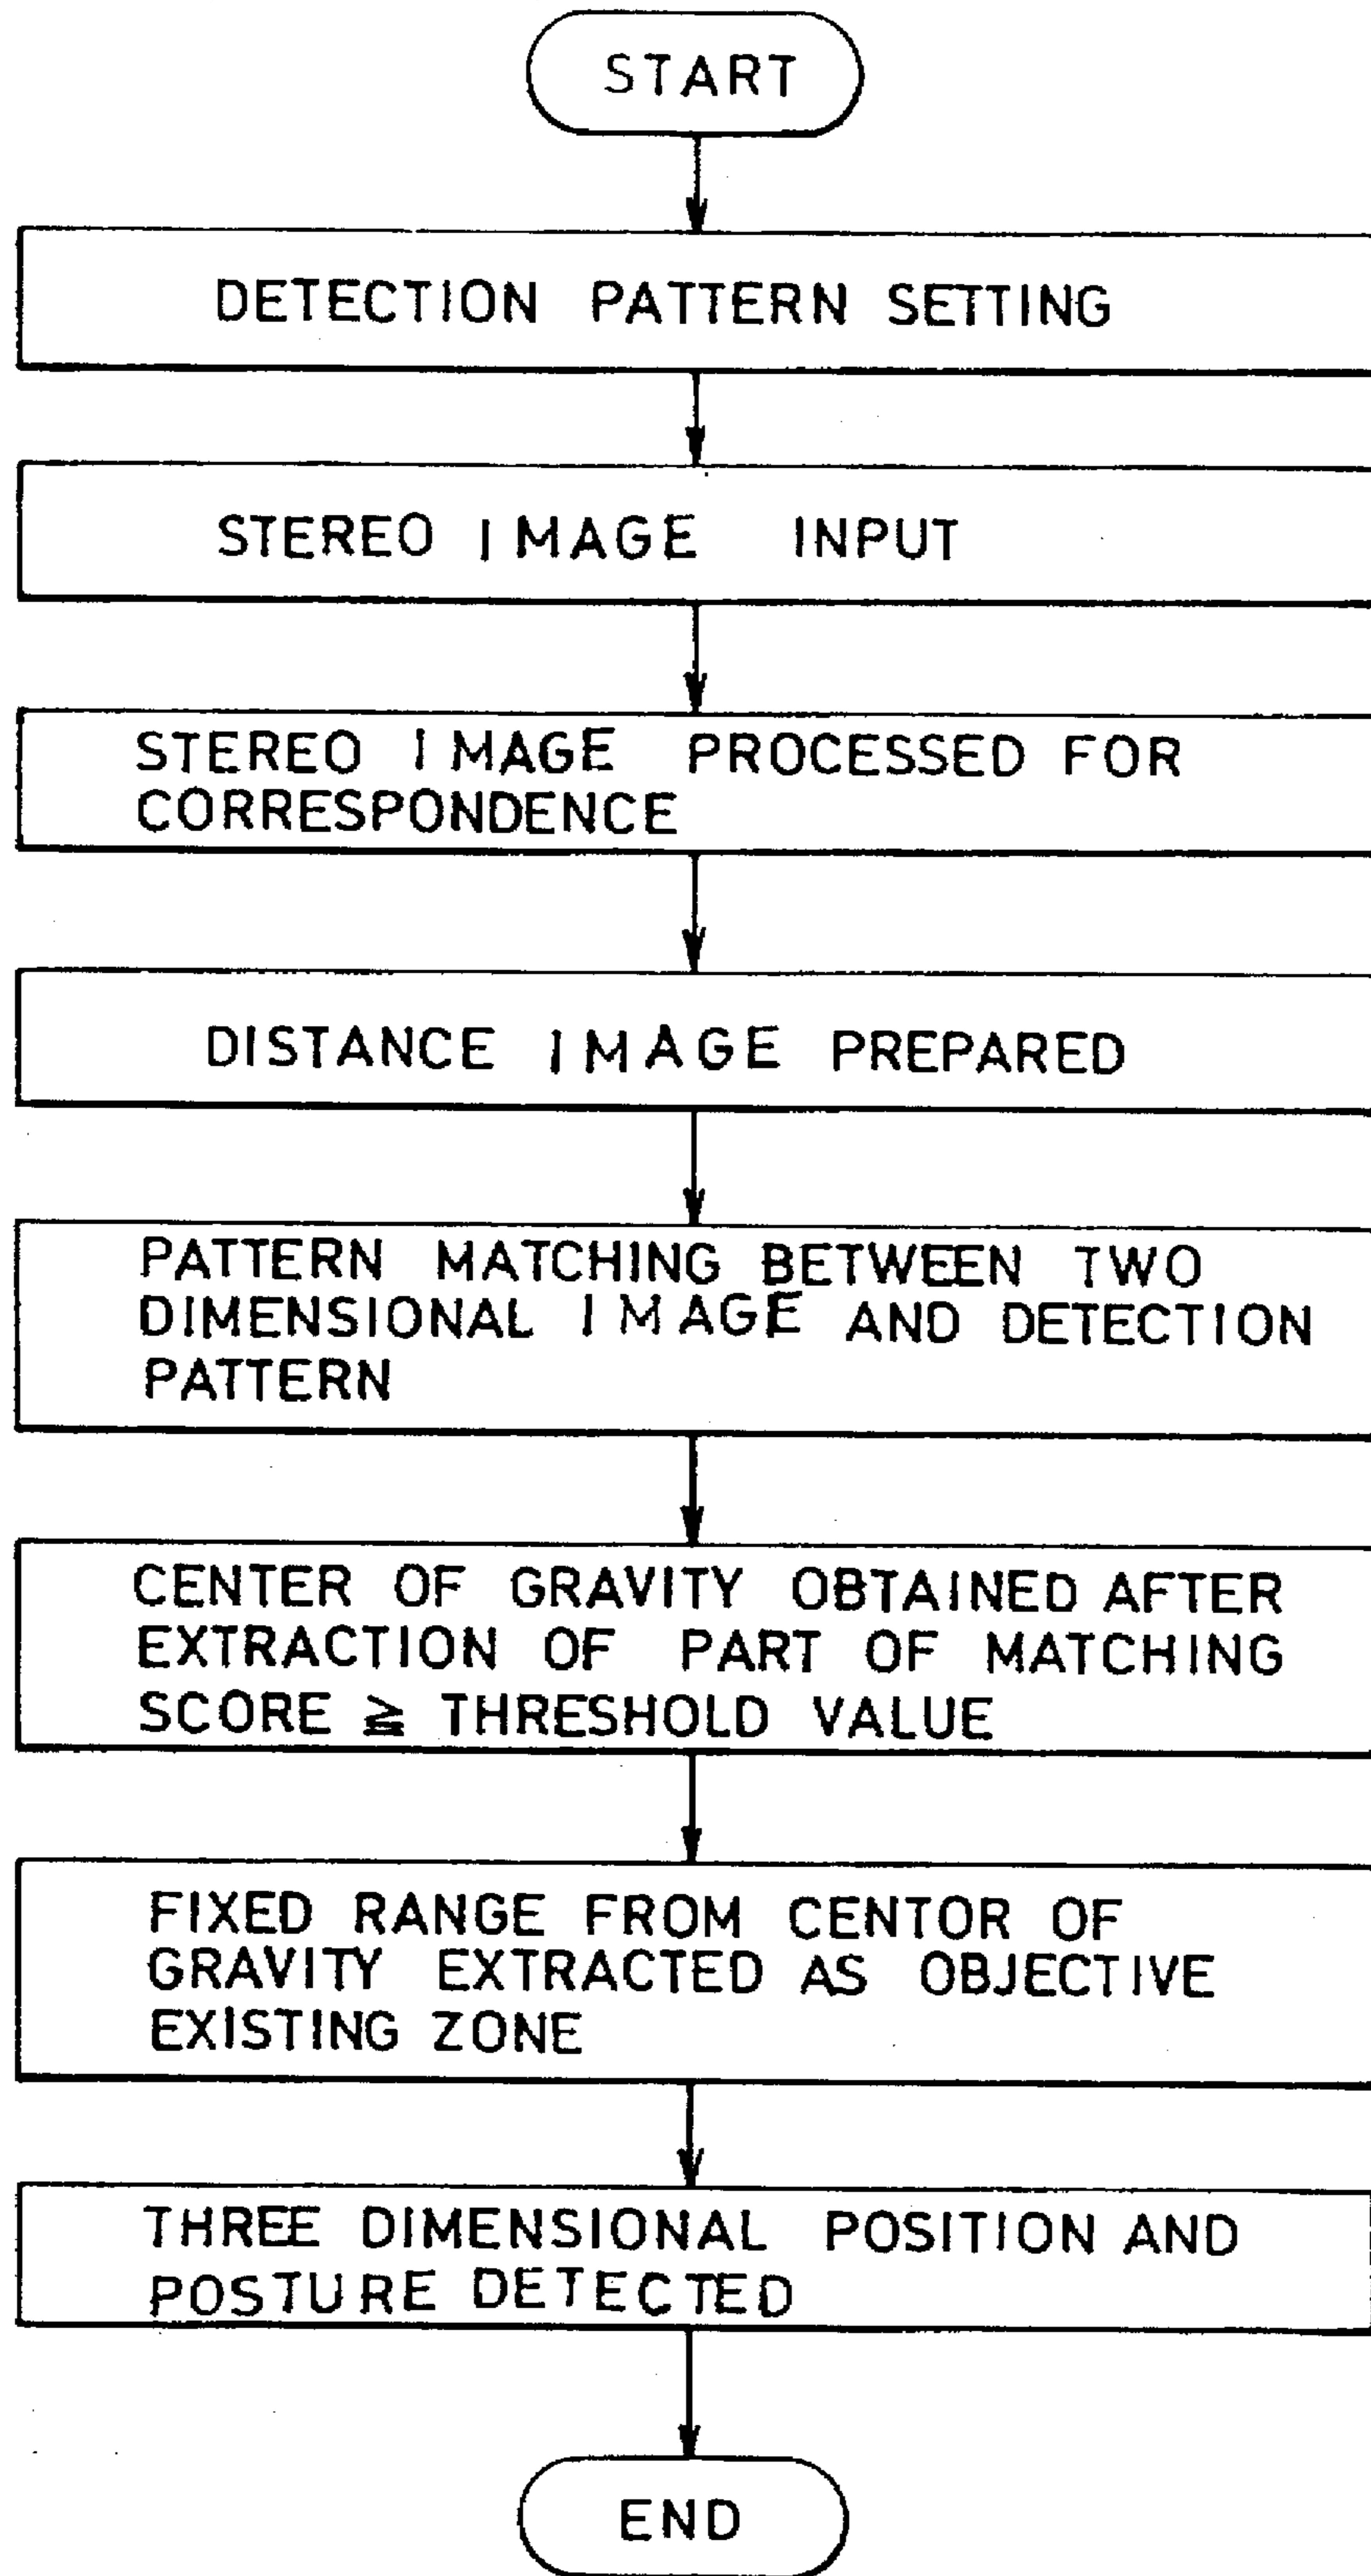 START
DETECTION PATTERN SETTING
STEREO IMAGE INPUT
STEREO IMAGE PROCESSED FOR
CORRESPONDENCE
DISTANCE IMAGE PREPARED
PATTERN MATCHING BETWEEN TWO
DIMENSIONAL IMAGE AND DETECTION
PATTERN
CENTER OF GRAVITY OBTAINED AFTER
EXTRACTION OF PART OF MATCHING
SCORE ≧ THRESHOLD VALUE
FIXED RANGE FROM CENTOR OF
GRAVITY EXTRACTED AS OBJECTIVE
EXISTING ZONE
THREE DIMENSIONAL POSITION AND
POSTURE DETECTED
END